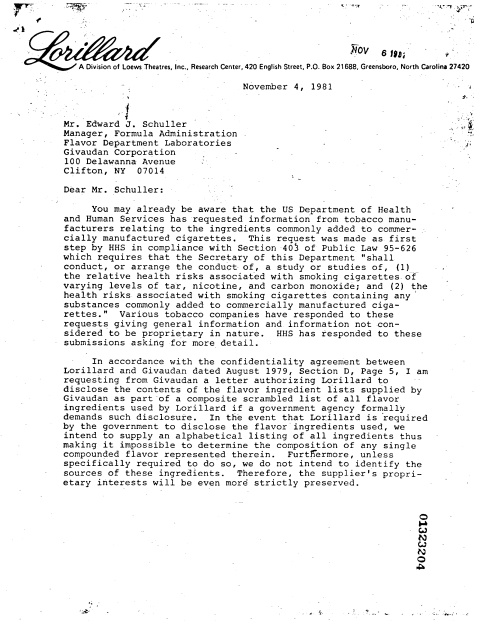 Lorillard
NOV 6 1981
A Division of Loews Theatres, Inc., Research Center, 420 English Street, P.O. Box 21688, Greensboro, North Carolina 27420
November 4, 1981
Mr. Edward J. Schuller
Manager, Formula Administration
Flavor Department Laboratories
Givaudan Corporation
100 Delawanna Avenue
Clifton, NY 07014
Dear Mr. Schuller:
You may already be aware that the US Department of Health
and Human Services has requested information from tobacco manu-
facturers relating to the ingredients commonly added to commer-
cially manufactured cigarettes. This request was made as first
step by HHS in compliance with Section 403 of Public Law 95-626
which requires that the Secretary of this Department "shall
conduct, or arrange the conduct of, a study or studies of, (1)
the relative health risks associated with smoking cigarettes of
varying levels of tar, nicotine, and carbon monoxide; and (2) the
health risks associated with smoking cigarettes containing any
substances commonly added to commercially manufactured ciga-
rettes." Various tobacco companies have responded to these
requests giving general information and information not con-
sidered to be proprietary in nature. HHS has responded to these
submissions asking for more detail.
In accordance with the confidentiality agreement between
Lorillard and Givaudan dated August 1979, Section D, Page 5, I am
requesting from Givaudan a letter authorizing Lorillard to
disclose the contents of the flavor ingredient lists supplied by
Givaudan as part of a composite scrambled list of all flavor
ingredients used by Lorillard if a government agency formally
demands such disclosure. In the event that Lorillard is required
by the government to disclose the flavor ingredients used, we
intend to supply an alphabetical listing of all ingredients thus
making it impossible to determine the composition of any single
compounded flavor represented therein. Furthermore, unless
specifically required to do so, we do not intend to identify the
sources of these ingredients. Therefore, the supplier's propri-
etary interests will be even more strictly preserved.
01323204